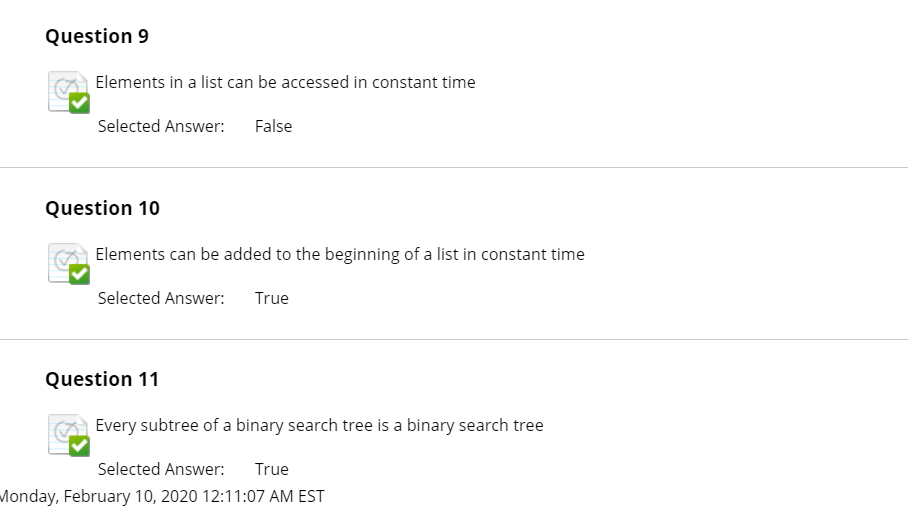 Question 9
Elements in a list can be accessed in constant time
Selected Answer: False
Question 10
Elements can be added to the beginning of a list in constant time
Selected Answer: True
Question 11
Every subtree of a binary search tree is a binary search tree
Selected Answer: True
Monday, February 10, 2020 12:11:07 AM EST